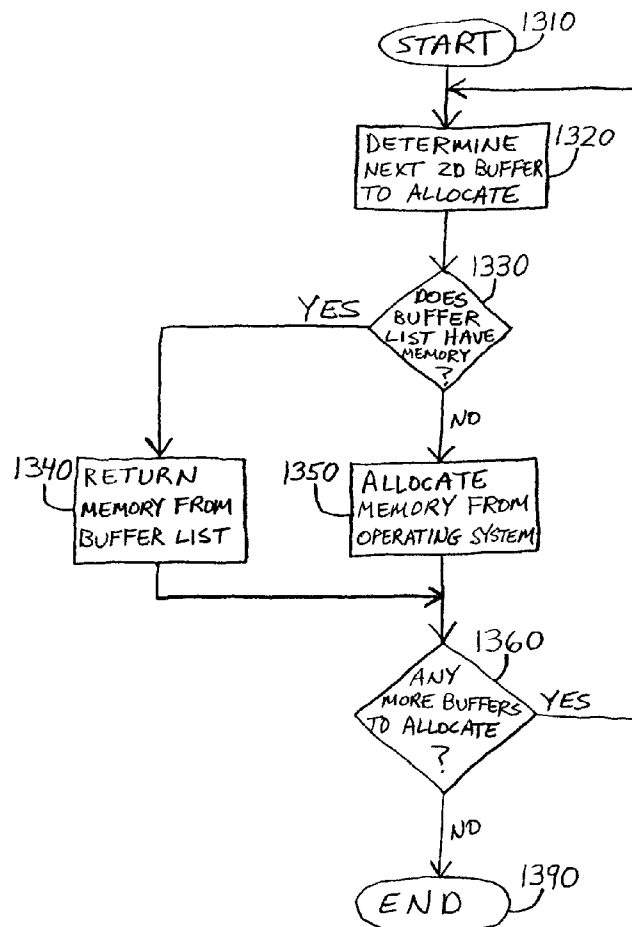 START
1310
DETERMINE
NEXT 2D BUFFER
TO ALLOCATE
1320
1330
DOES
BUFFER
LIST HAVE
MEMORY
?
YES
NO
1340
RETURN
MEMORY FROM
BUFFER LIST
1350
ALLOCATE
MEMORY FROM
OPERATING SYSTEM
1360
ANY
MORE BUFFERS
TO ALLOCATE
?
YES
NO
END
1390